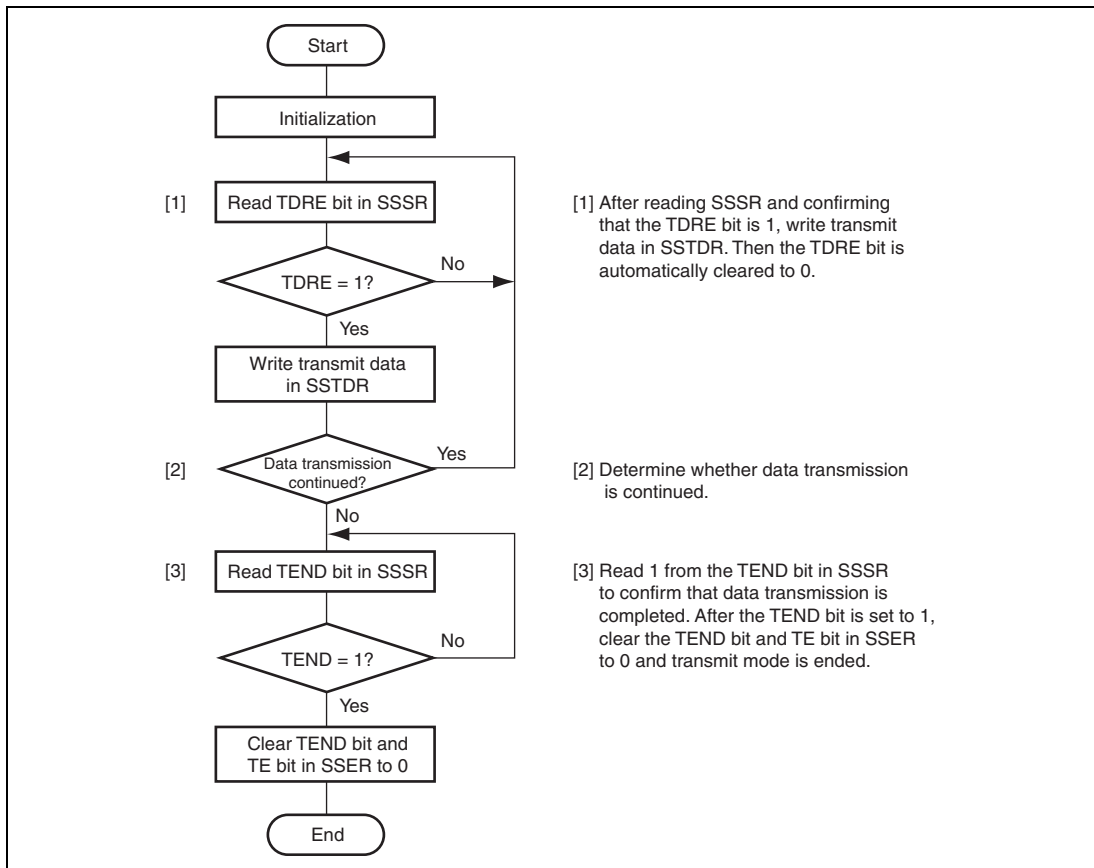 Start
Initialization
[1]
Read TDRE bit in SSSR
[1] After reading SSSR and confirming
that the TDRE bit is 1, write transmit
data in SSTDR. Then the TDRE bit is
automatically cleared to 0.
TDRE = 1?
No
Yes
Write transmit data
in SSTDR
[2]
Data transmission
continued?
Yes
[2] Determine whether data transmission
is continued.
No
[3]
Read TEND bit in SSSR
[3] Read 1 from the TEND bit in SSSR
to confirm that data transmission is
completed. After the TEND bit is set to 1,
clear the TEND bit and TE bit in SSER
to 0 and transmit mode is ended.
TEND = 1?
No
Yes
Clear TEND bit and
TE bit in SSER to 0
End